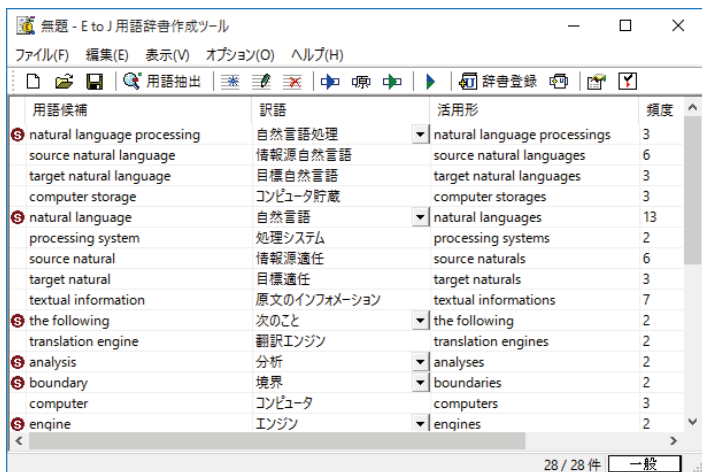 無題 - E to J 用語辞書作成ツール
ファイル(F) 編集(E) 表示(V) オプション(O) ヘルプ(H)
用語抽出 原 辞書登録
用語候補 訳語 活用形 頻度
S natural language processing 自然言語処理 natural language processings 3
source natural language 情報源自然言語 source natural languages 6
target natural language 目標自然言語 target natural languages 3
computer storage コンピュータ貯蔵 computer storages 3
S natural language 自然言語 natural languages 13
processing system 処理システム processing systems 2
source natural 情報源適任 source naturals 6
target natural 目標適任 target naturals 3
textual information 原文のインフォメーション textual informations 7
S the following 次のこと the following 2
translation engine 翻訳エンジン translation engines 2
S analysis 分析 analyses 2
S boundary 境界 boundaries 2
computer コンピュータ computers 3
S engine エンジン engines 2
28 / 28 件 一般